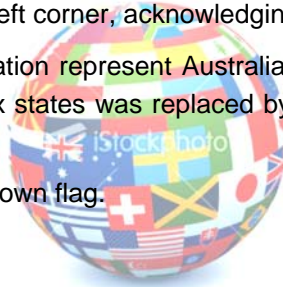 eft corner, acknowledgin
ation represent Australia
x states was replaced by
iStockphoto
own flag.